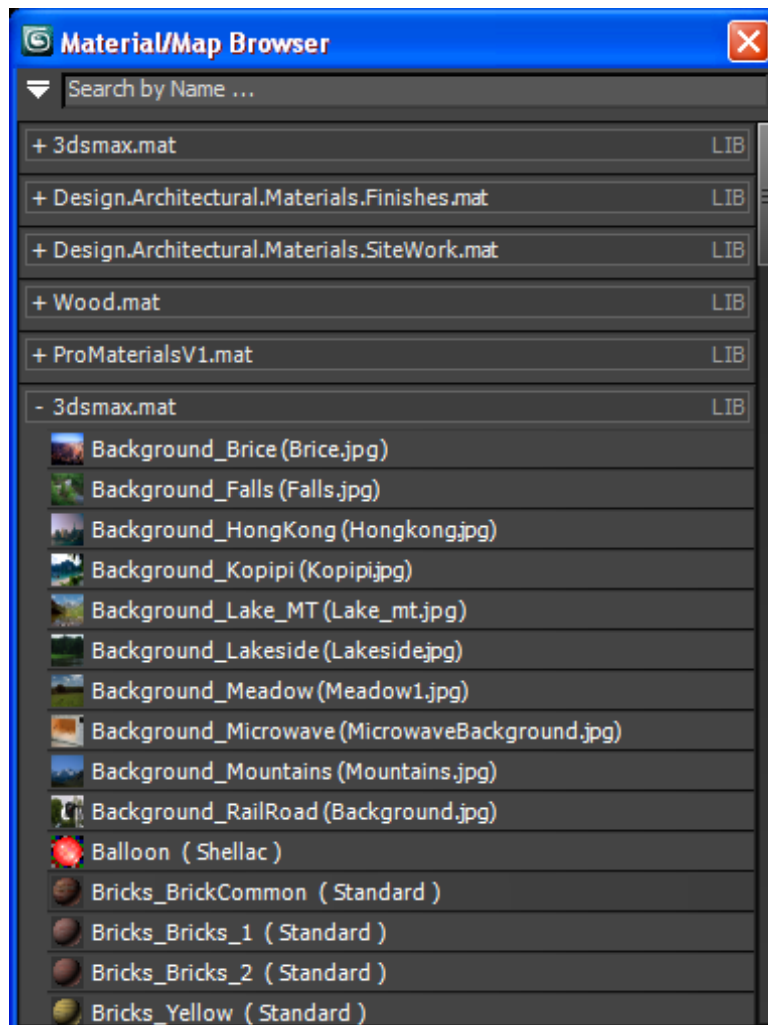 Material/Map Browser
Search by Name ...
+ 3dsmax.mat LIB
+ Design.Architectural.Materials.Finishes.mat LIB
+ Design.Architectural.Materials.SiteWork.mat LIB
+ Wood.mat LIB
+ ProMaterialsV1.mat LIB
- 3dsmax.mat LIB
Background_Brice (Brice.jpg)
Background_Falls (Falls.jpg)
Background_HongKong (Hongkong.jpg)
Background_Kopipi (Kopipi.jpg)
Background_Lake_MT (Lake_mt.jpg)
Background_Lakeside (Lakeside.jpg)
Background_Meadow (Meadow1.jpg)
Background_Microwave (MicrowaveBackground.jpg)
Background_Mountains (Mountains.jpg)
Background_RailRoad (Background.jpg)
Balloon ( Shellac )
Bricks_BrickCommon ( Standard )
Bricks_Bricks_1 ( Standard )
Bricks_Bricks_2 ( Standard )
Bricks_Yellow ( Standard )